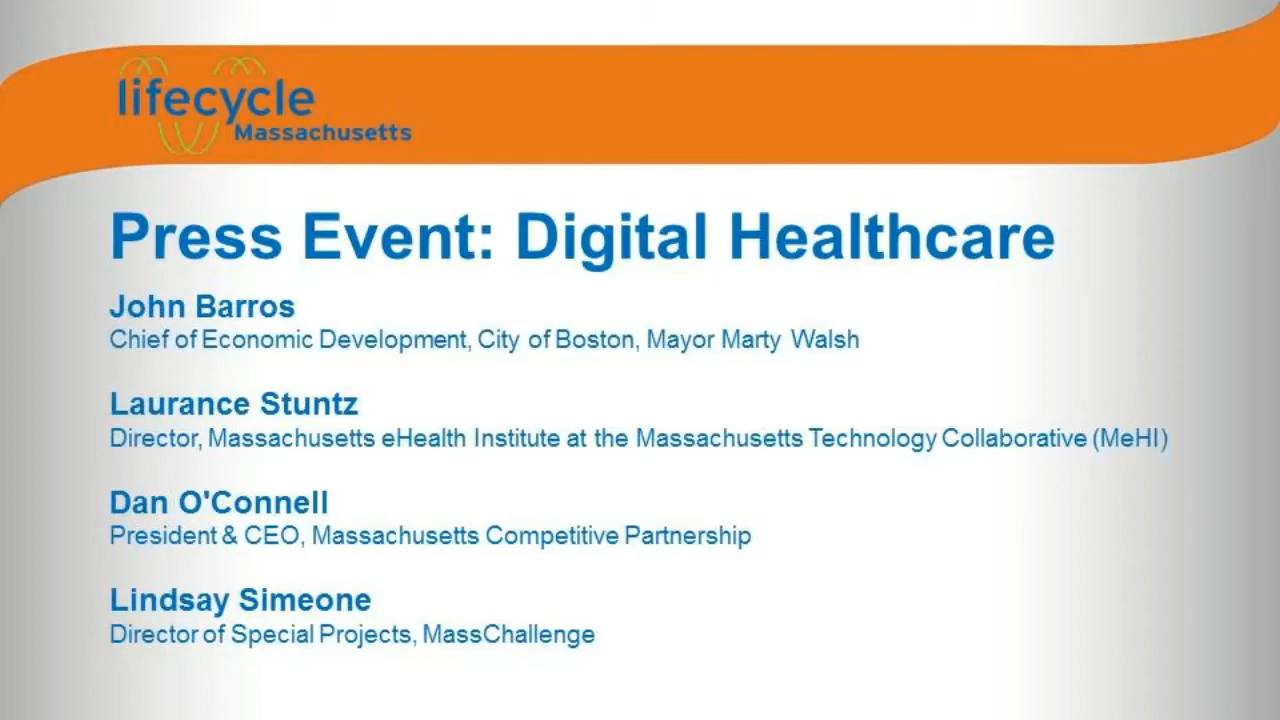 lifecycle
Massachusetts
Press Event: Digital Healthcare
John Barros
Chief of Economic Development, City of Boston, Mayor Marty Walsh
Laurance Stuntz
Director, Massachusetts eHealth Institute at the Massachusetts Technology Collaborative (MeHI)
Dan O'Connell
President & CEO, Massachusetts Competitive Partnership
Lindsay Simeone
Director of Special Projects, MassChallenge